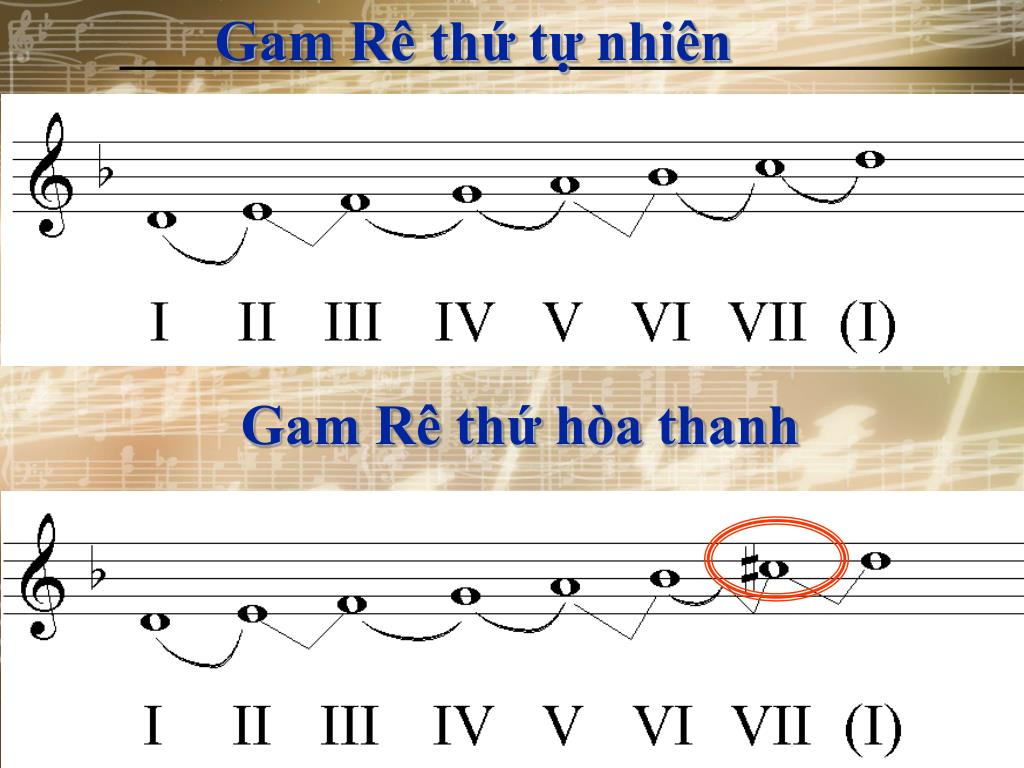 Gam Rê thứ tự nhiên
I II III IV V VI VII (I)
Gam Rê thứ hòa thanh
I II III IV V VI VII (I)